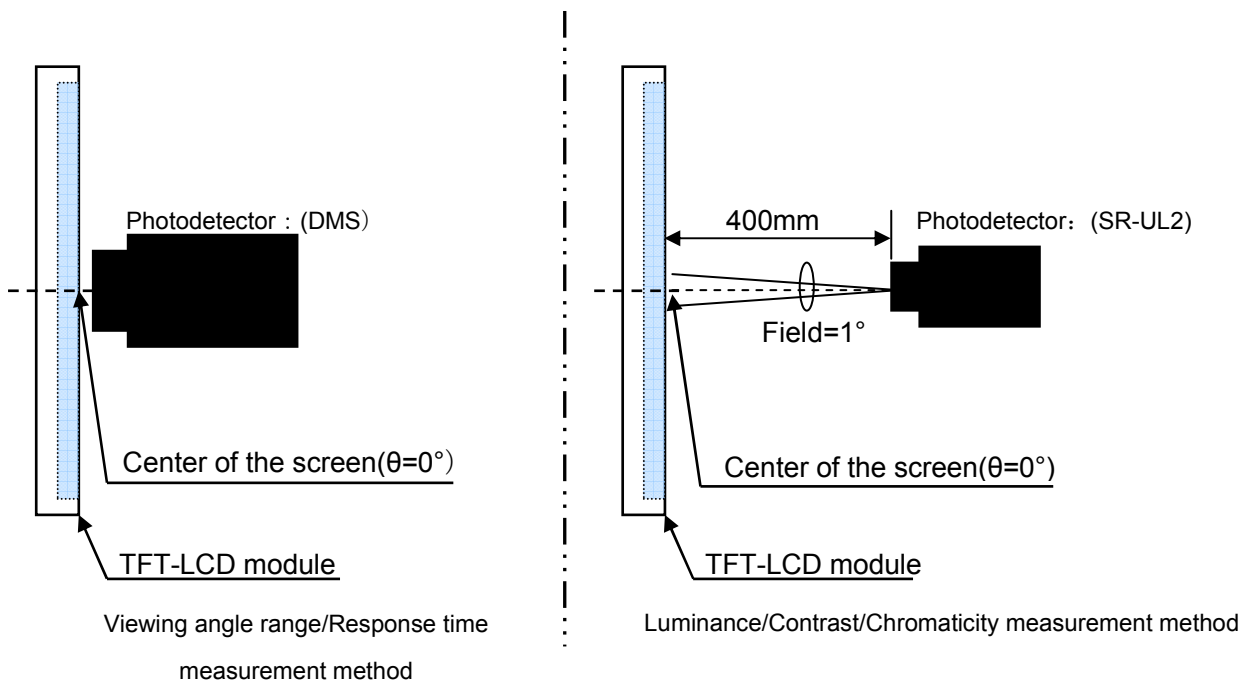 Photodetector：(DMS）
Center of the screen(θ=0°）
TFT-LCD module
Viewing angle range/Response time
measurement method
400mm
Photodetector：(SR-UL2)
Field=1°
Center of the screen(θ=0°)
TFT-LCD module
Luminance/Contrast/Chromaticity measurement method